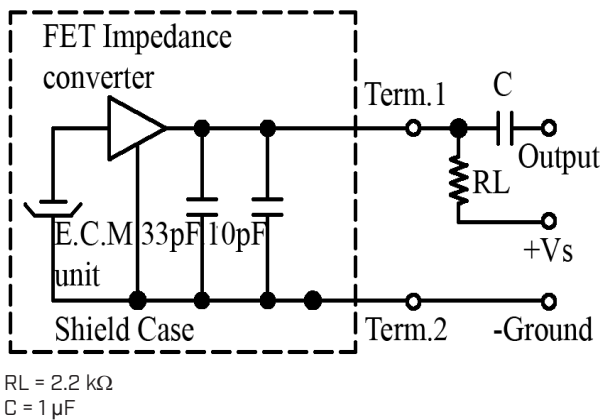 FET Impedance
converter
Term.1
C
Output
RL
E.C.M 33pF 10pF
+Vs
unit
Shield Case
Term.2
-Ground
RL = 2.2 kΩ
C = 1 µF